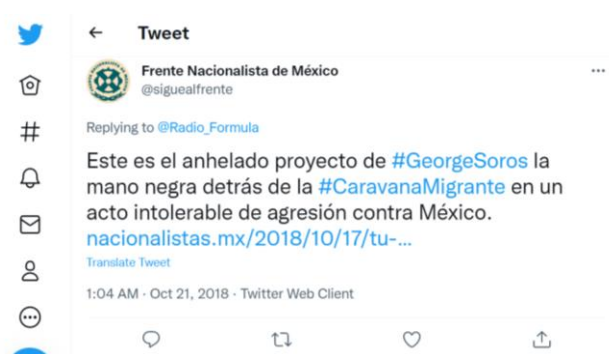 Tweet
Frente Nacionalista de México
@siguealfrente
Replying to @Radio_Formula
Este es el anhelado proyecto de #GeorgeSoros la
mano negra detrás de la #CaravanaMigrante en un
acto intolerable de agresión contra México.
nacionalistas.mx/2018/10/17/tu-...
Translate Tweet
1:04 AM · Oct 21, 2018 · Twitter Web Client